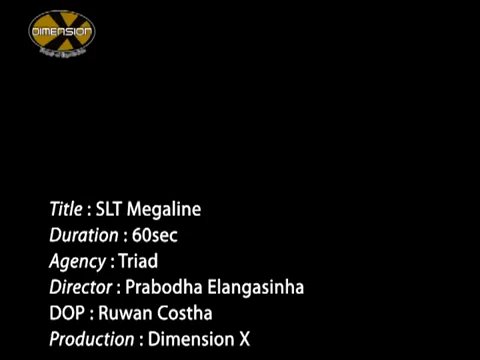 DIMENSION
X
Title : SLT Megaline
Duration : 60sec
Agency : Triad
Director : Prabodha Elangasinha
DOP : Ruwan Costha
Production : Dimension X